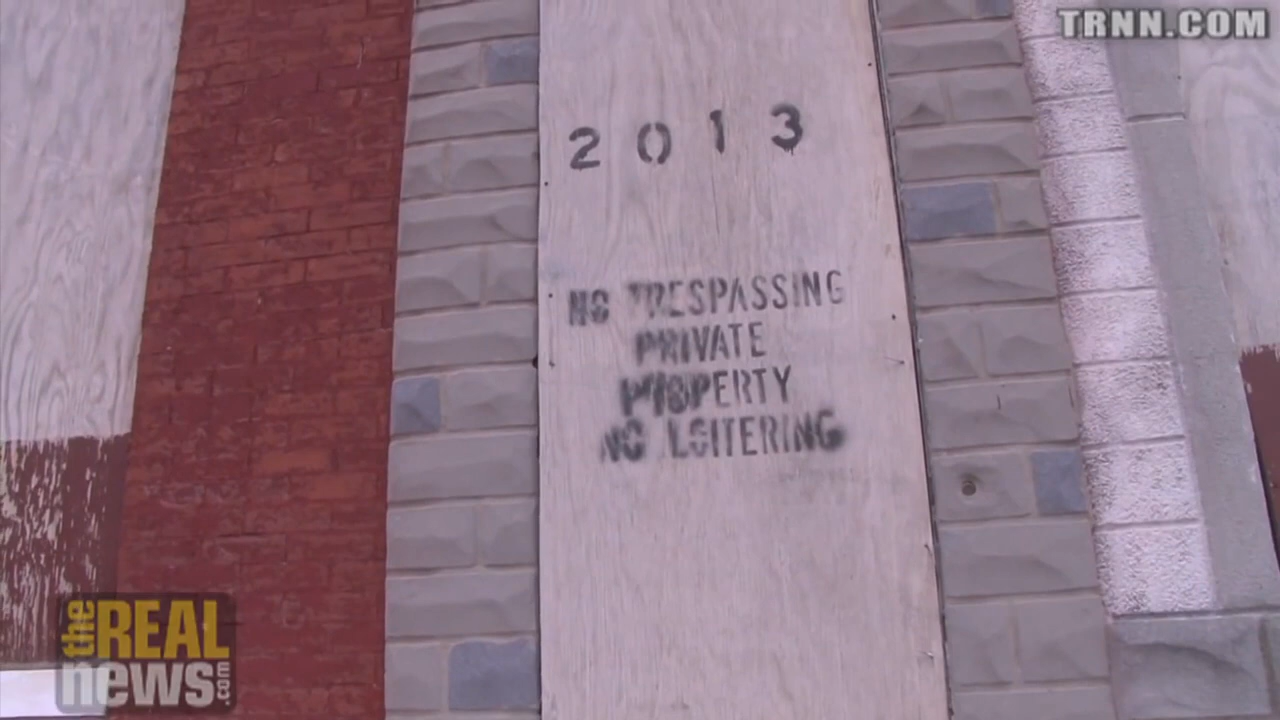 TRNN.COM
2013
NO TRESPASSING
PRIVATE
PROPERTY
NO LOITERING
the REAL
news.com